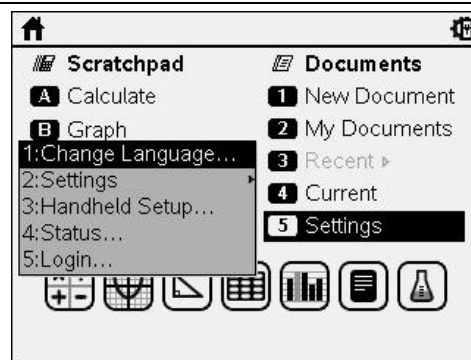 Scratchpad
A Calculate
B Graph
Documents
1 New Document
2 My Documents
3 Recent ▸
4 Current
5 Settings
1:Change Language...
2:Settings ▸
3:Handheld Setup...
4:Status...
5:Login...